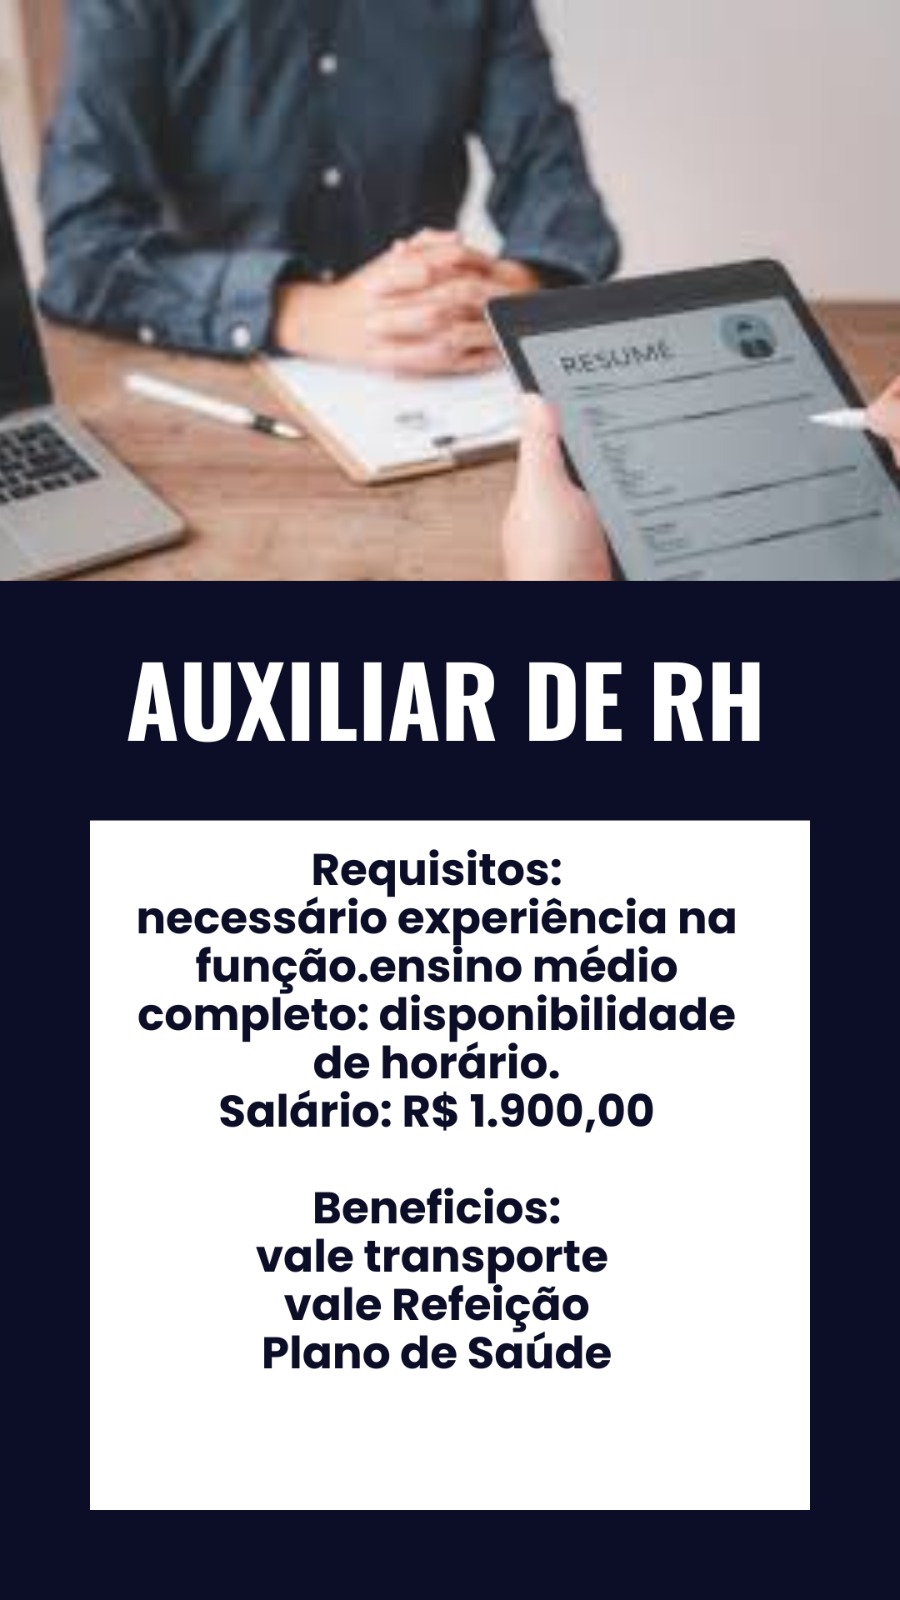 RESUME
AUXILIAR DE RH
Requisitos:
necessário experiência na
função.ensino médio
completo: disponibilidade
de horário.
Salário: R$ 1.900,00
Beneficios:
vale transporte
vale Refeição
Plano de Saúde